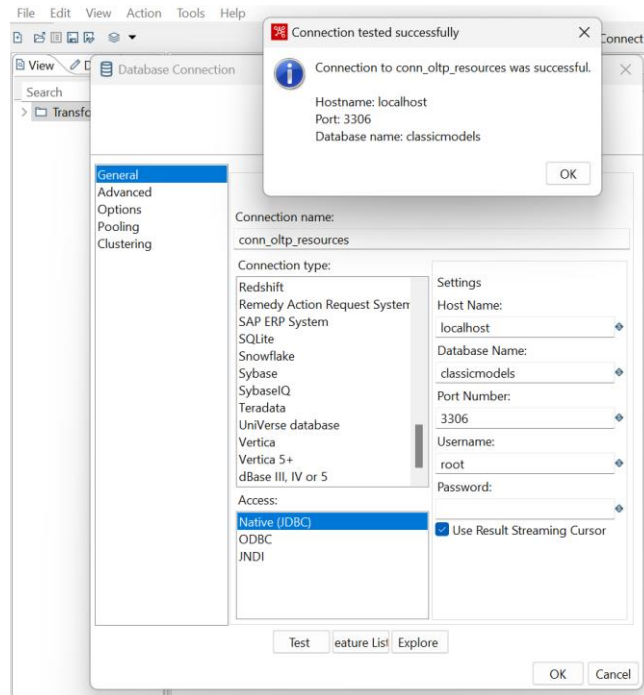 File Edit View Action Tools Help
Connection tested successfully
Connect
View
Database Connection
Search
Transfo
Connection to conn_oltp_resources was successful.
Hostname: localhost
Port: 3306
Database name: classicmodels
OK
General
Advanced
Options
Pooling
Clustering
Connection name:
conn_oltp_resources
Connection type:
Redshift
Remedy Action Request System
SAP ERP System
SQLite
Snowflake
Sybase
SybaseIQ
Teradata
UniVerse database
Vertica
Vertica 5+
dBase III, IV or 5
Access:
Native (JDBC)
ODBC
JNDI
Settings
Host Name:
localhost
Database Name:
classicmodels
Port Number:
3306
Username:
root
Password:
Use Result Streaming Cursor
Test eature List Explore
OK Cancel